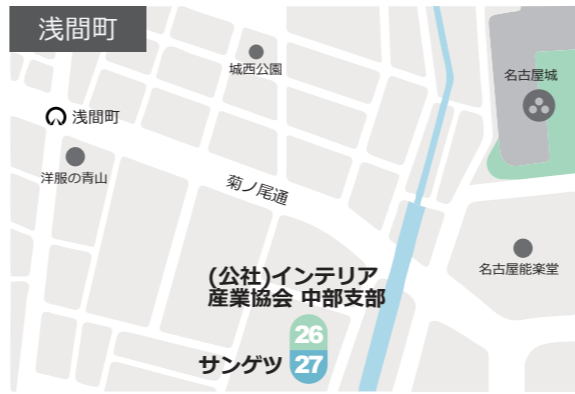 浅間町
城西公園
名古屋城
浅間町
洋服の青山
菊ノ尾通
名古屋能楽堂
(公社)インテリア
産業協会 中部支部
26
サンゲツ 27